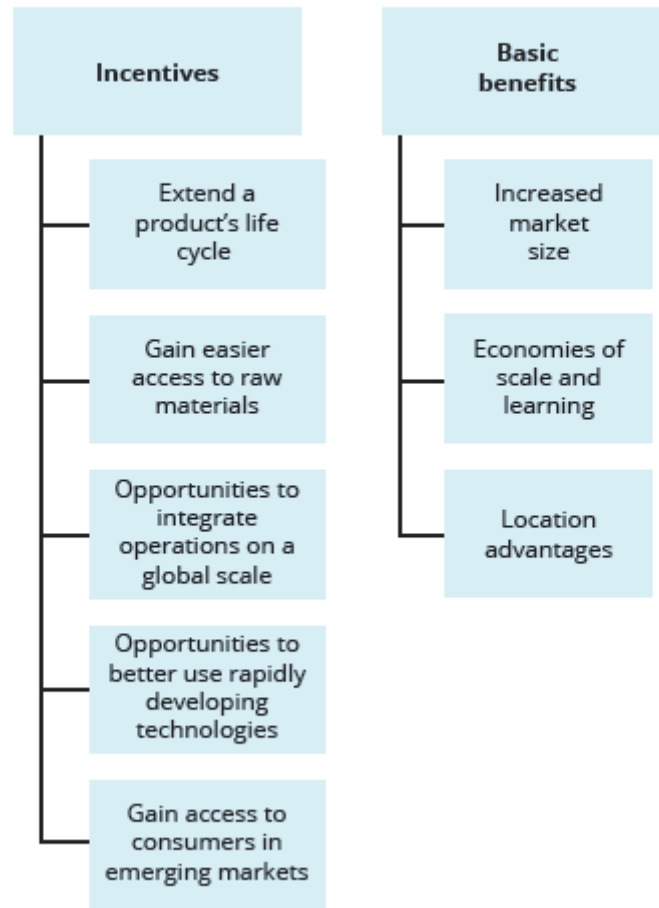 Incentives
Extend a
product's life
cycle
Gain easier
access to raw
materials
Opportunities to
integrate
operations on a
global scale
Opportunities to
better use rapidly
developing
technologies
Gain access to
consumers in
emerging markets
Basic
benefits
Increased
market
size
Economies of
scale and
learning
Location
advantages